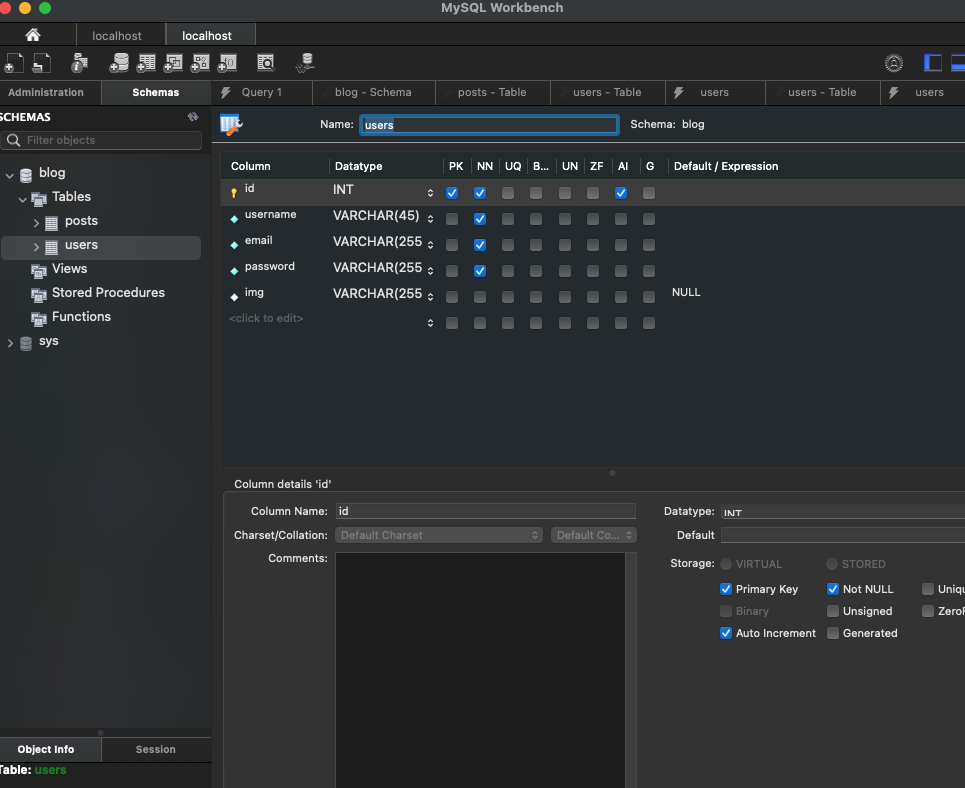 MySQL Workbench
localhost localhost
Administration Schemas Query 1 blog - Schema posts - Table users - Table users users - Table users
SCHEMAS Name: users Schema: blog
Filter objects
Column Datatype PK NN UQ B... UN ZF AI G Default / Expression
blog
id INT
Tables
username VARCHAR(45)
posts
email VARCHAR(255
users
password VARCHAR(255
Views
img VARCHAR(255 NULL
Stored Procedures
<click to edit>
Functions
sys
Column details 'id'
Column Name: id Datatype: INT
Charset/Collation: Default Charset Default Co... Default
Comments: Storage: VIRTUAL STORED
Primary Key Not NULL
Binary Unsigned
Auto Increment Generated
Object Info Session
Table: users